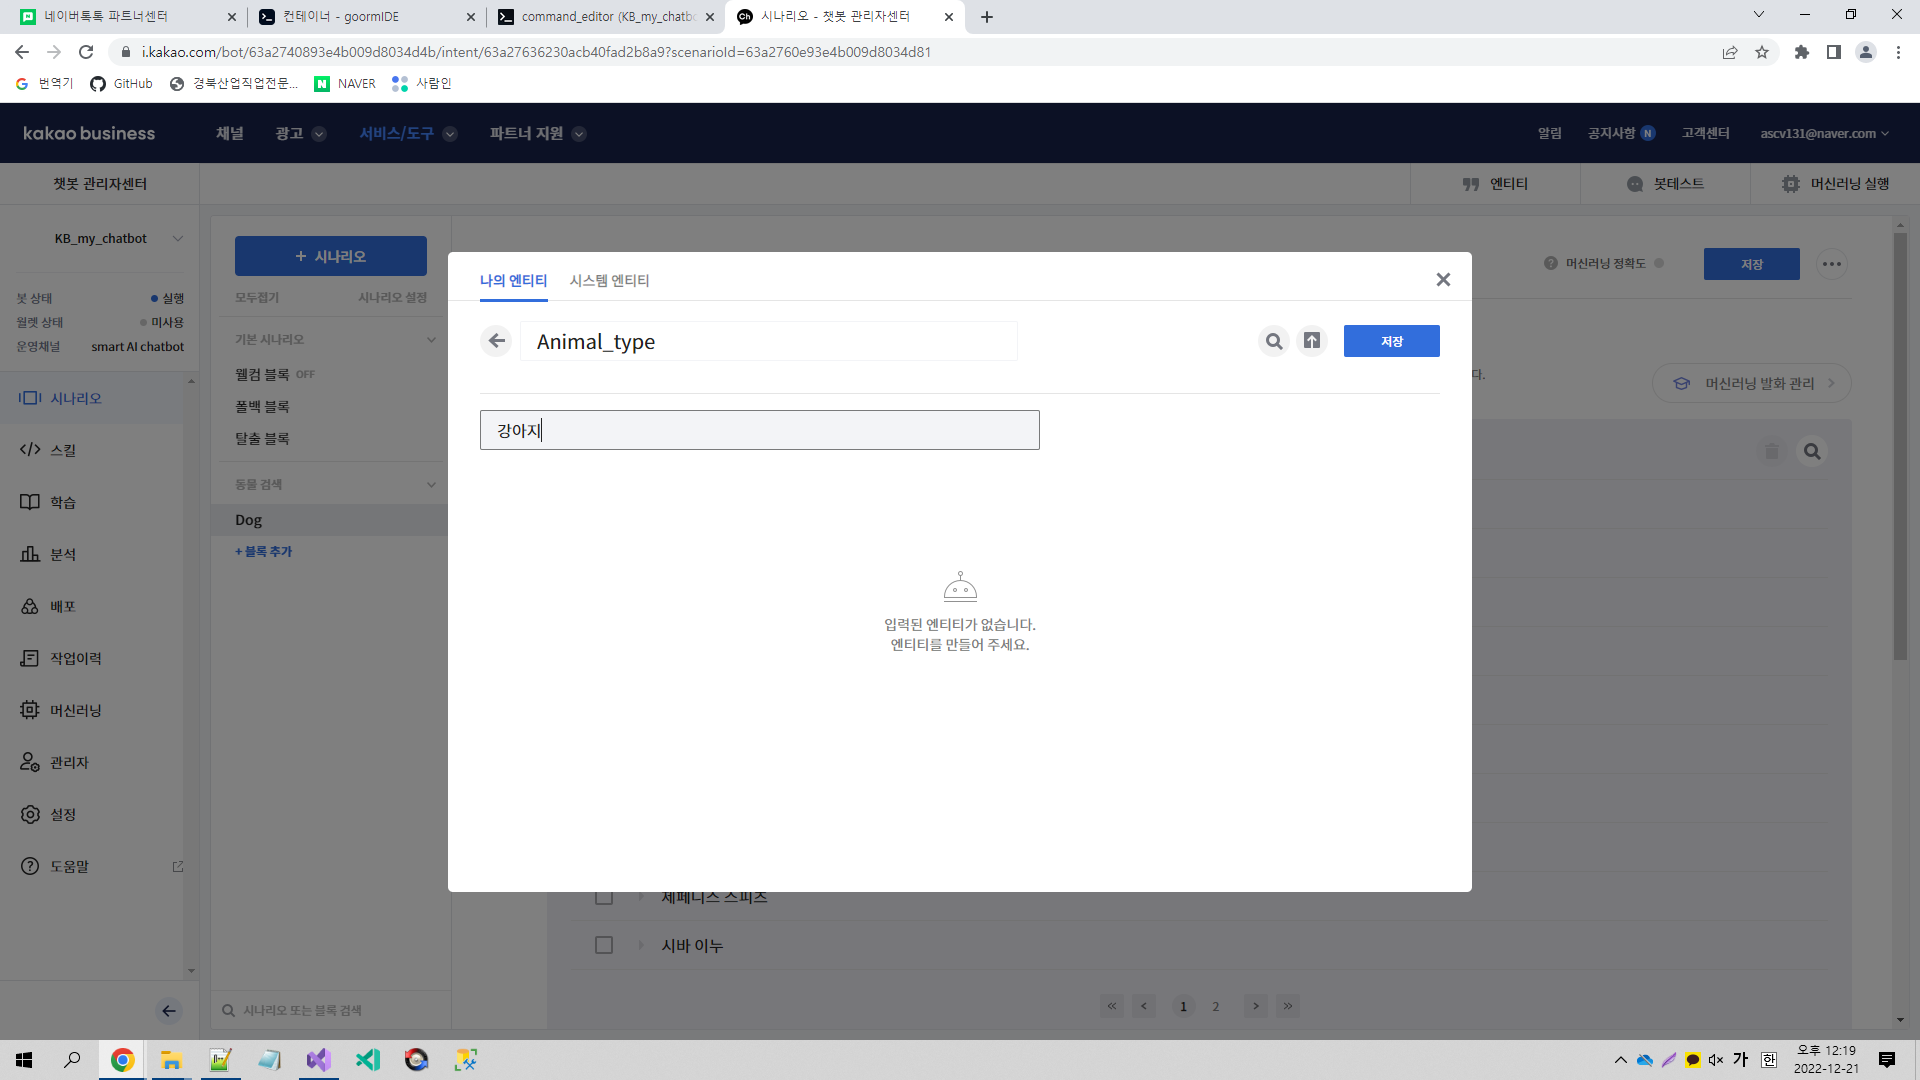 네이버톡톡 파트너센터
컨테이너 - goormIDE
command_editor (KB_my_chatb
시나리오 - 챗봇 관리자센터
i.kakao.com/bot/63a2740893e4b009d8034d4b/intent/63a27636230acb40fad2b8a9?scenarioId=63a2760e93e4b009d8034d81
번역기
GitHub
경북산업직업전문...
NAVER
사람인
kakao business
채널
광고
서비스/도구
파트너 지원
알림
공지사항 N
고객센터
ascv131@naver.com
챗봇 관리자센터
엔티티
봇테스트
머신러닝 실행
KB_my_chatbot
봇 상태
실행
월렛 상태
미사용
운영채널
smart AI chatbot
시나리오
스킬
학습
분석
배포
작업이력
머신러닝
관리자
설정
도움말
+ 시나리오
모두접기
시나리오 설정
기본 시나리오
웰컴 블록 OFF
폴백 블록
탈출 블록
동물 검색
Dog
+ 블록 추가
시나리오 또는 블록 검색
나의 엔티티
시스템 엔티티
Animal_type
저장
강아지
입력된 엔티티가 없습니다.
엔티티를 만들어 주세요.
머신러닝 정확도
저장
다.
머신러닝 발화 관리
제페니스 스피츠
시바 이누
1
2
가
한
오후 12:19
2022-12-21